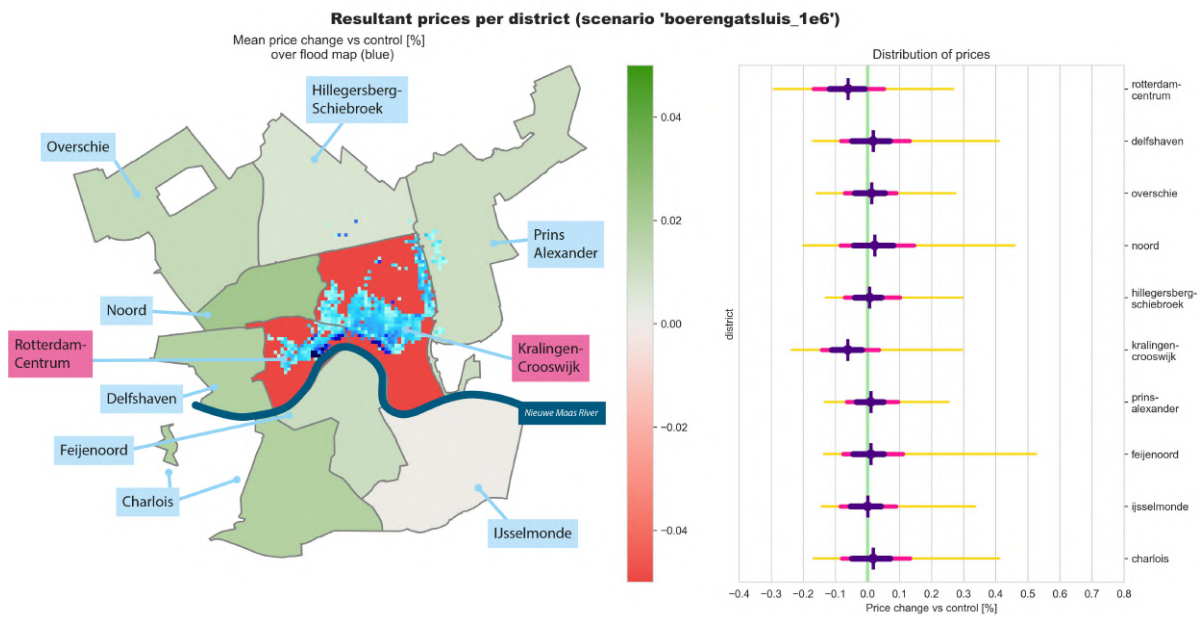 Resultant prices per district (scenario 'boerengatsluis_1e6')
Mean price change vs control [%]
over flood map (blue)
Hillegersberg-
Schiebroek
Overschie
Prins
Alexander
Noord
Rotterdam-
Centrum
Kralingen-
Crooswijk
Delfshaven
Nieuwe Maas River
Feijenoord
Charlois
IJsselmonde
0.04
0.02
0.00
−0.02
−0.04
Distribution of prices
rotterdam-
centrum
delfshaven
overschie
noord
hillegersberg-
schiebroek
kralingen-
crooswijk
prins-
alexander
feijenoord
ijsselmonde
charlois
district
−0.4 −0.3 −0.2 −0.1 0.0 0.1 0.2 0.3 0.4 0.5 0.6 0.7 0.8
Price change vs control [%]